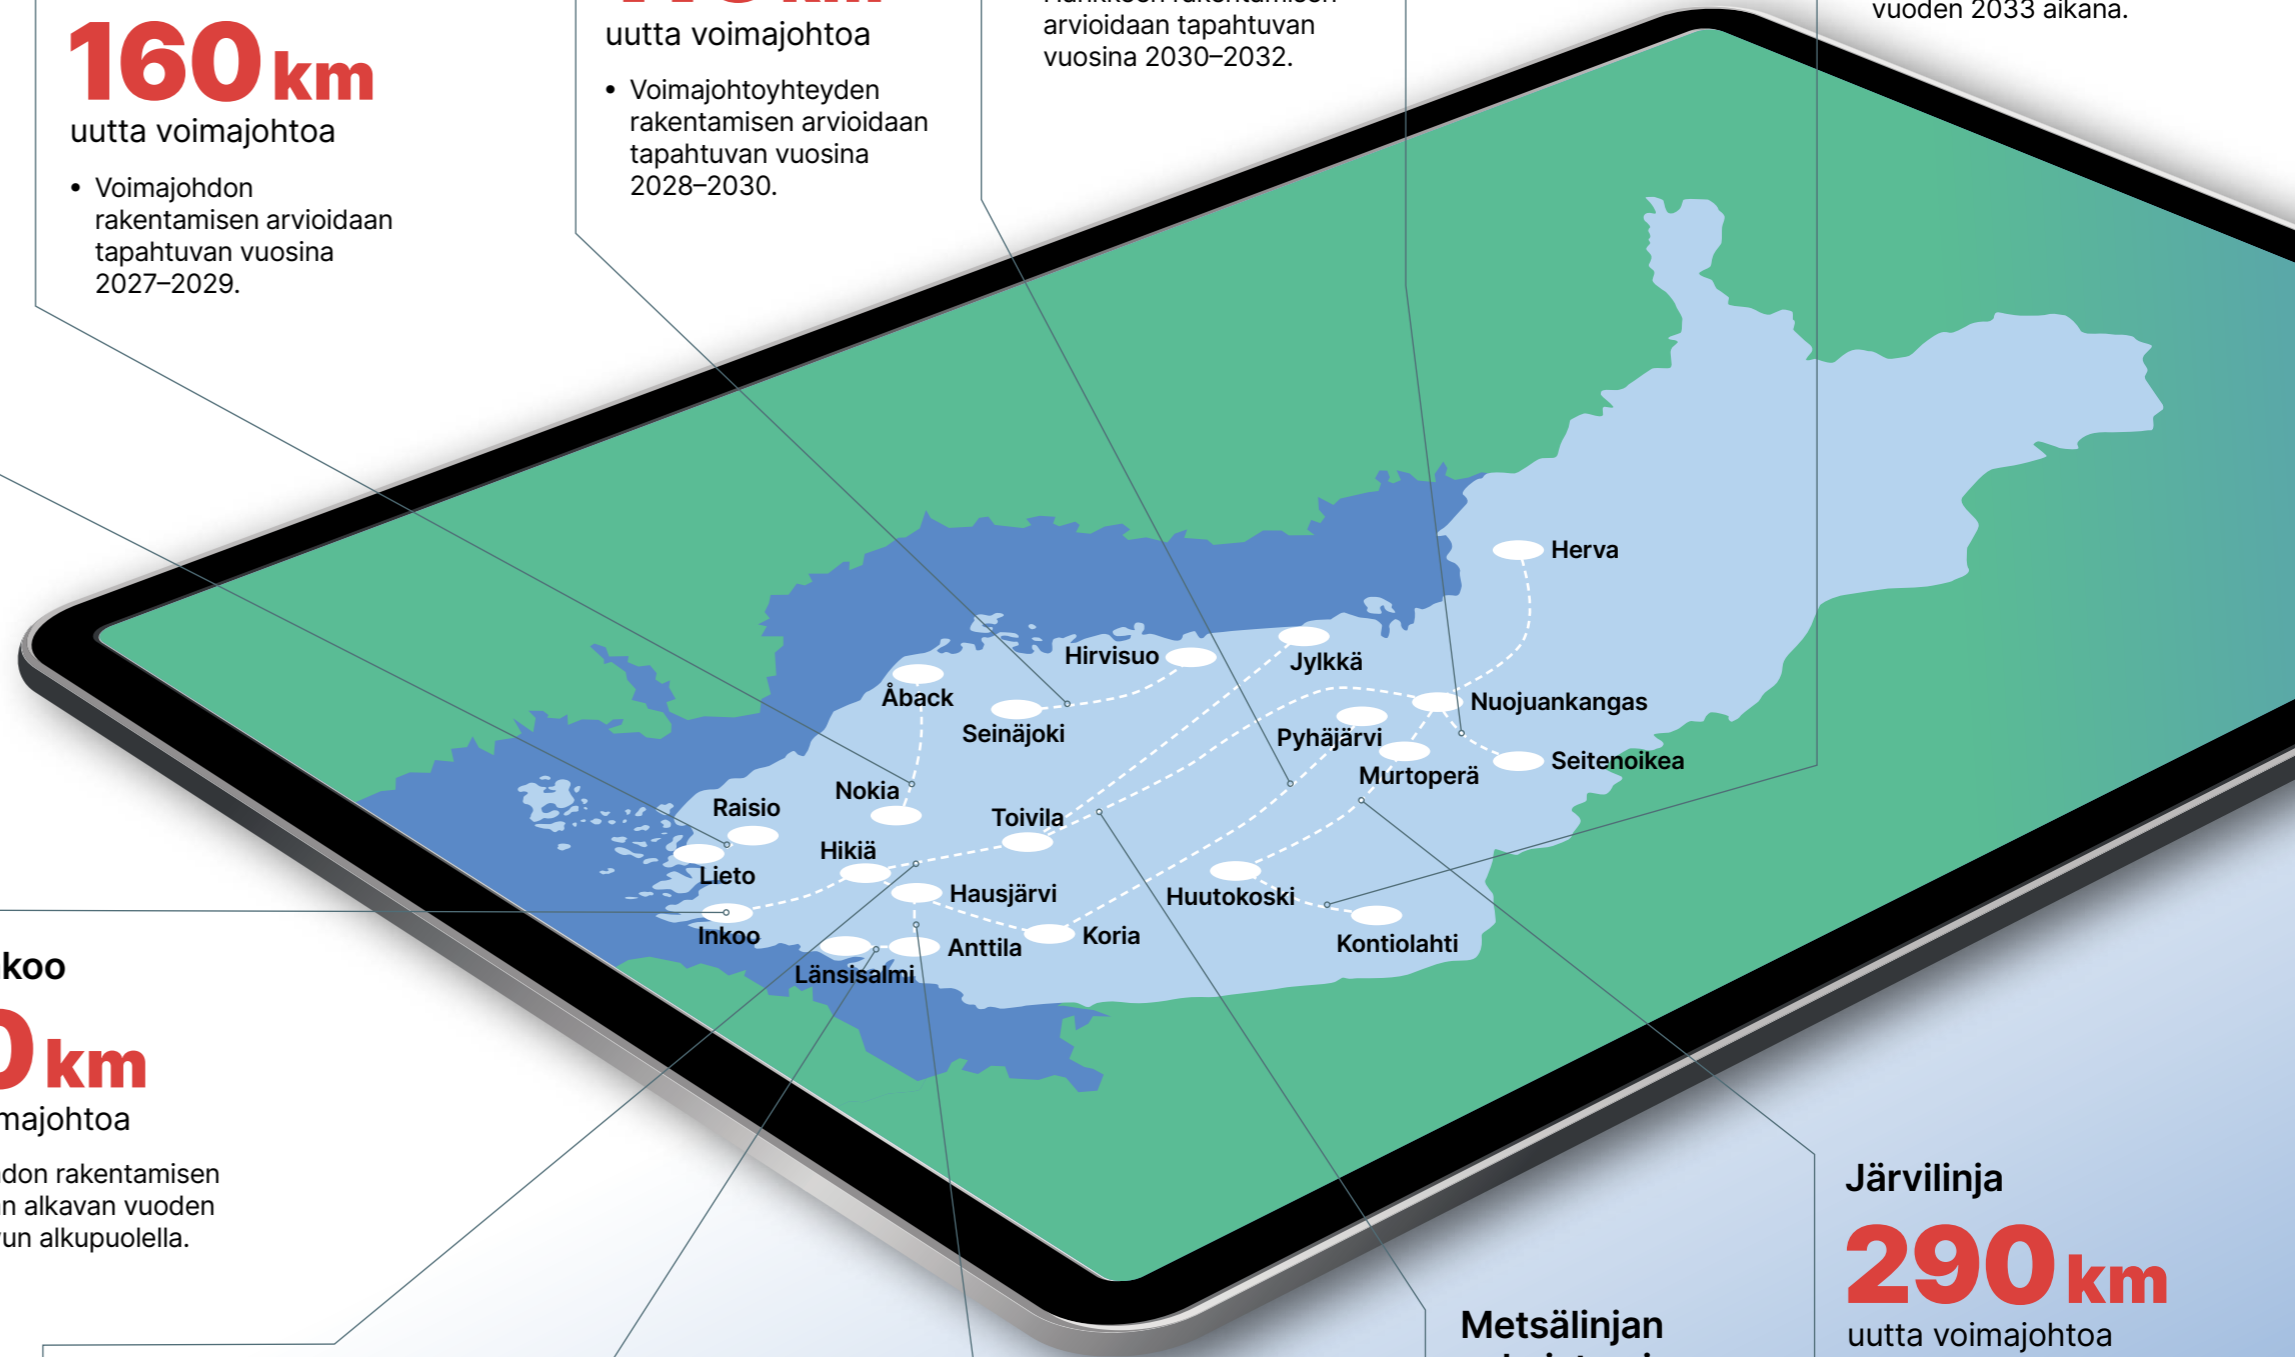 160 km
uutta voimajohtoa
• Voimajohdon
rakentamisen arvioidaan
tapahtuvan vuosina
2027–2029.
km
uutta voimajohtoa
• Voimajohtoyhteyden
rakentamisen arvioidaan
tapahtuvan vuosina
2028–2030.
arvioidaan tapahtuvan
vuosina 2030–2032.
vuoden 2033 aikana.
Herva
Hirvisuo
Jylkkä
Åback
Seinäjoki
Nuojuankangas
Pyhäjärvi
Seitenoikea
Murtoperä
Nokia
Raisio
Toivila
Hikiä
Lieto
Hausjärvi
Huutokoski
Inkoo
Koria
Anttila
Kontiolahti
Länsisalmi
koo
0 km
majohtoa
don rakentamisen
n alkavan vuoden
un alkupuolella.
Järvilinja
290 km
uutta voimajohtoa
Metsälinjan